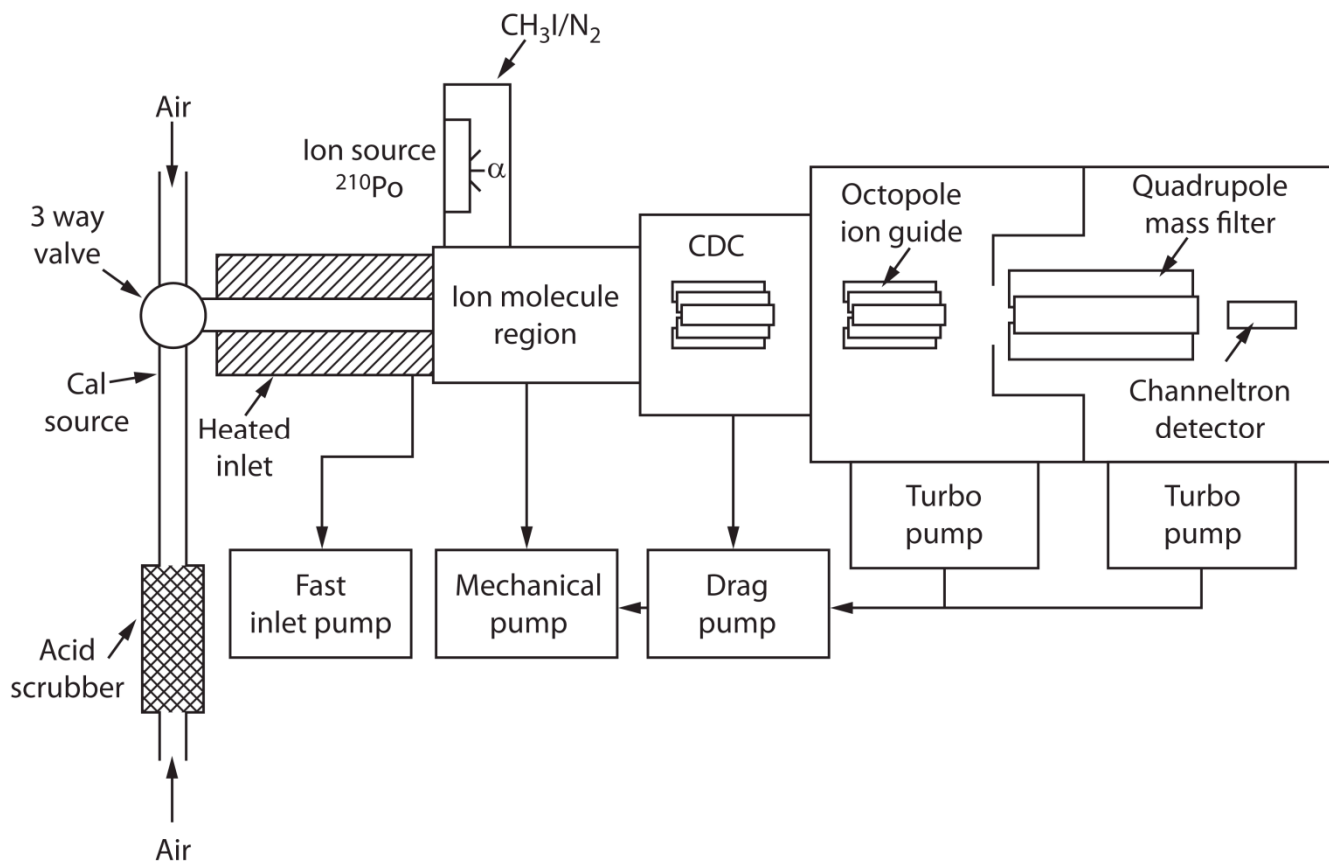 CH₃I/N₂
Air
Ion source
²¹⁰Po
α
3 way
valve
Cal
source
Heated
inlet
Ion molecule
region
CDC
Octopole
ion guide
Quadrupole
mass filter
Channeltron
detector
Turbo
pump
Turbo
pump
Fast
inlet pump
Mechanical
pump
Drag
pump
Acid
scrubber
Air